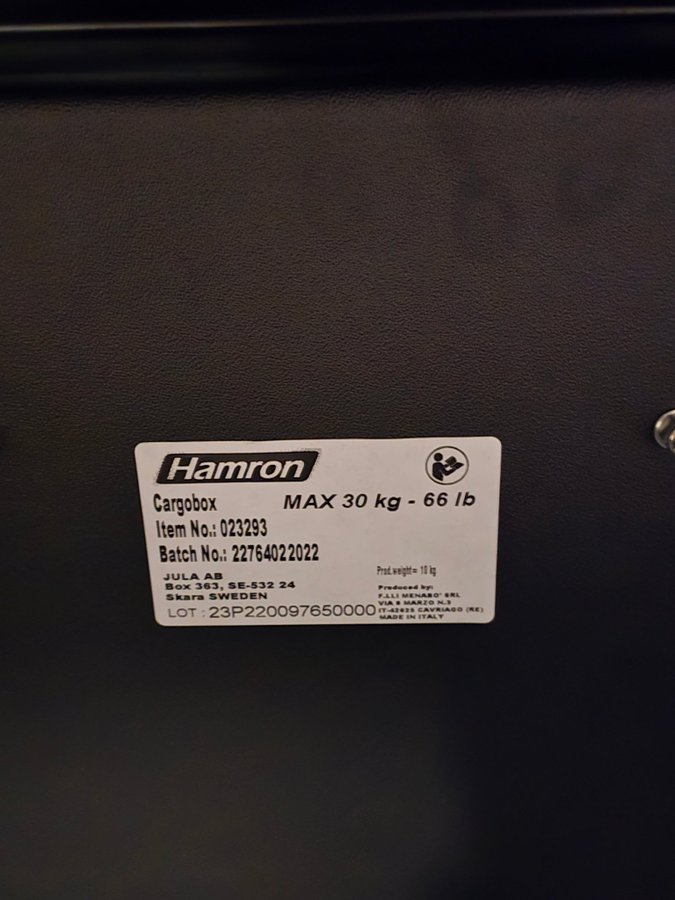 Hamron
Cargobox
MAX 30 kg - 66 lb
Item No.: 023293
Batch No.: 22764022022
JULA AB
Box 363, SE-532 24
Skara SWEDEN
LOT : 23P220097650000
Prod.weight= 10 kg
Produced by:
F.LLI MENABO' SRL
VIA 8 MARZO N.3
IT-42025 CAVRIAGO (RE)
MADE IN ITALY